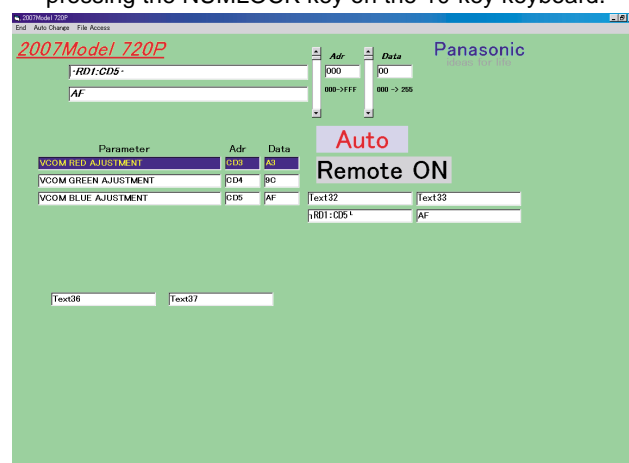 pressing the NUMLOCK key on the 10-key keyboard.
2007Model 720P
End Auto Change File Access
2007Model 720P
Adr Data Panasonic
ideas for life
-RD1:CD5-
000 00
AF
000->FFF 000 -> 255
Auto
Parameter Adr Data
Remote ON
VCOM RED AJUSTMENT CD3 A3
VCOM GREEN AJUSTMENT CD4 9C
VCOM BLUE AJUSTMENT CD5 AF Text32 Text33
┐RD1:CD5└ AF
Text36 Text37